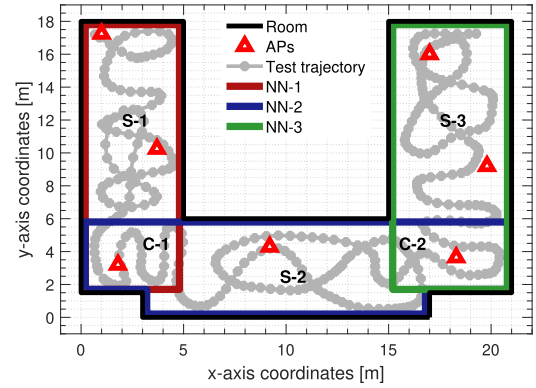 18
16
14
12
10
8
6
4
2
0
y-axis coordinates [m]
Room
APs
Test trajectory
NN-1
NN-2
NN-3
S-1
S-3
C-1
C-2
S-2
0 5 10 15 20
x-axis coordinates [m]